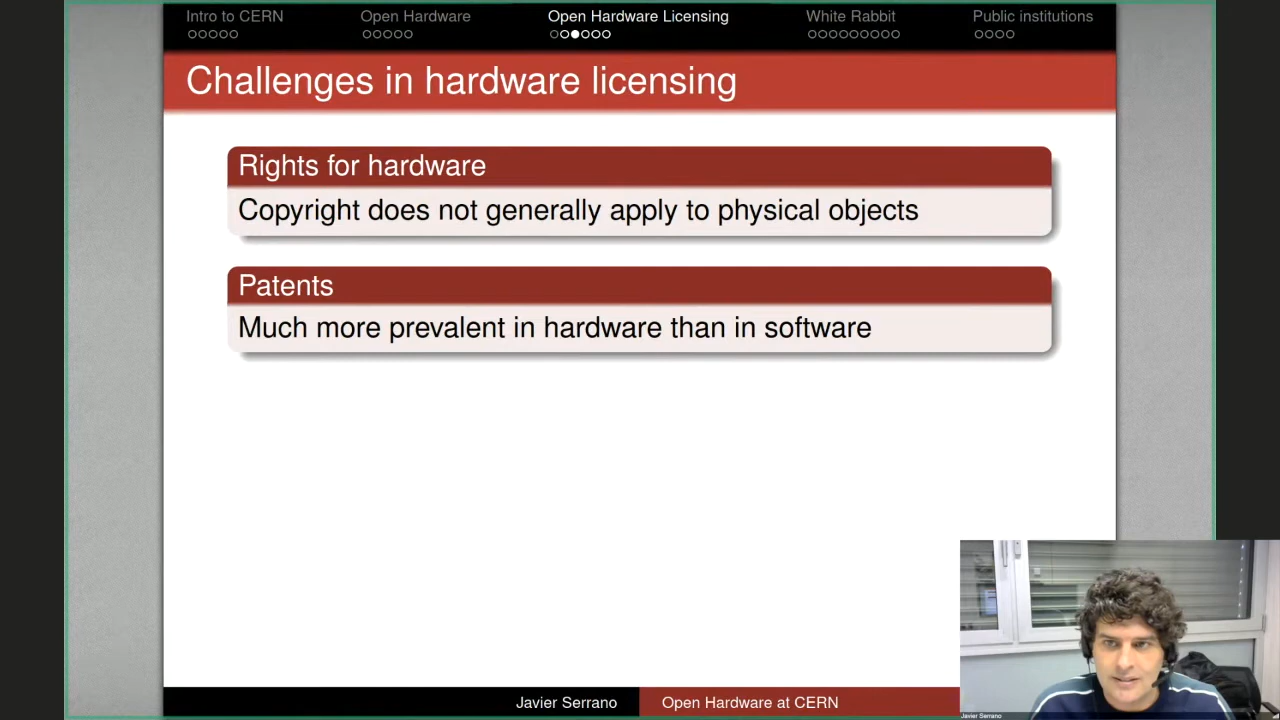 Intro to CERN
Open Hardware
Open Hardware Licensing
White Rabbit
Public institutions
Challenges in hardware licensing
Rights for hardware
Copyright does not generally apply to physical objects
Patents
Much more prevalent in hardware than in software
Javier Serrano
Open Hardware at CERN
Javier Serrano